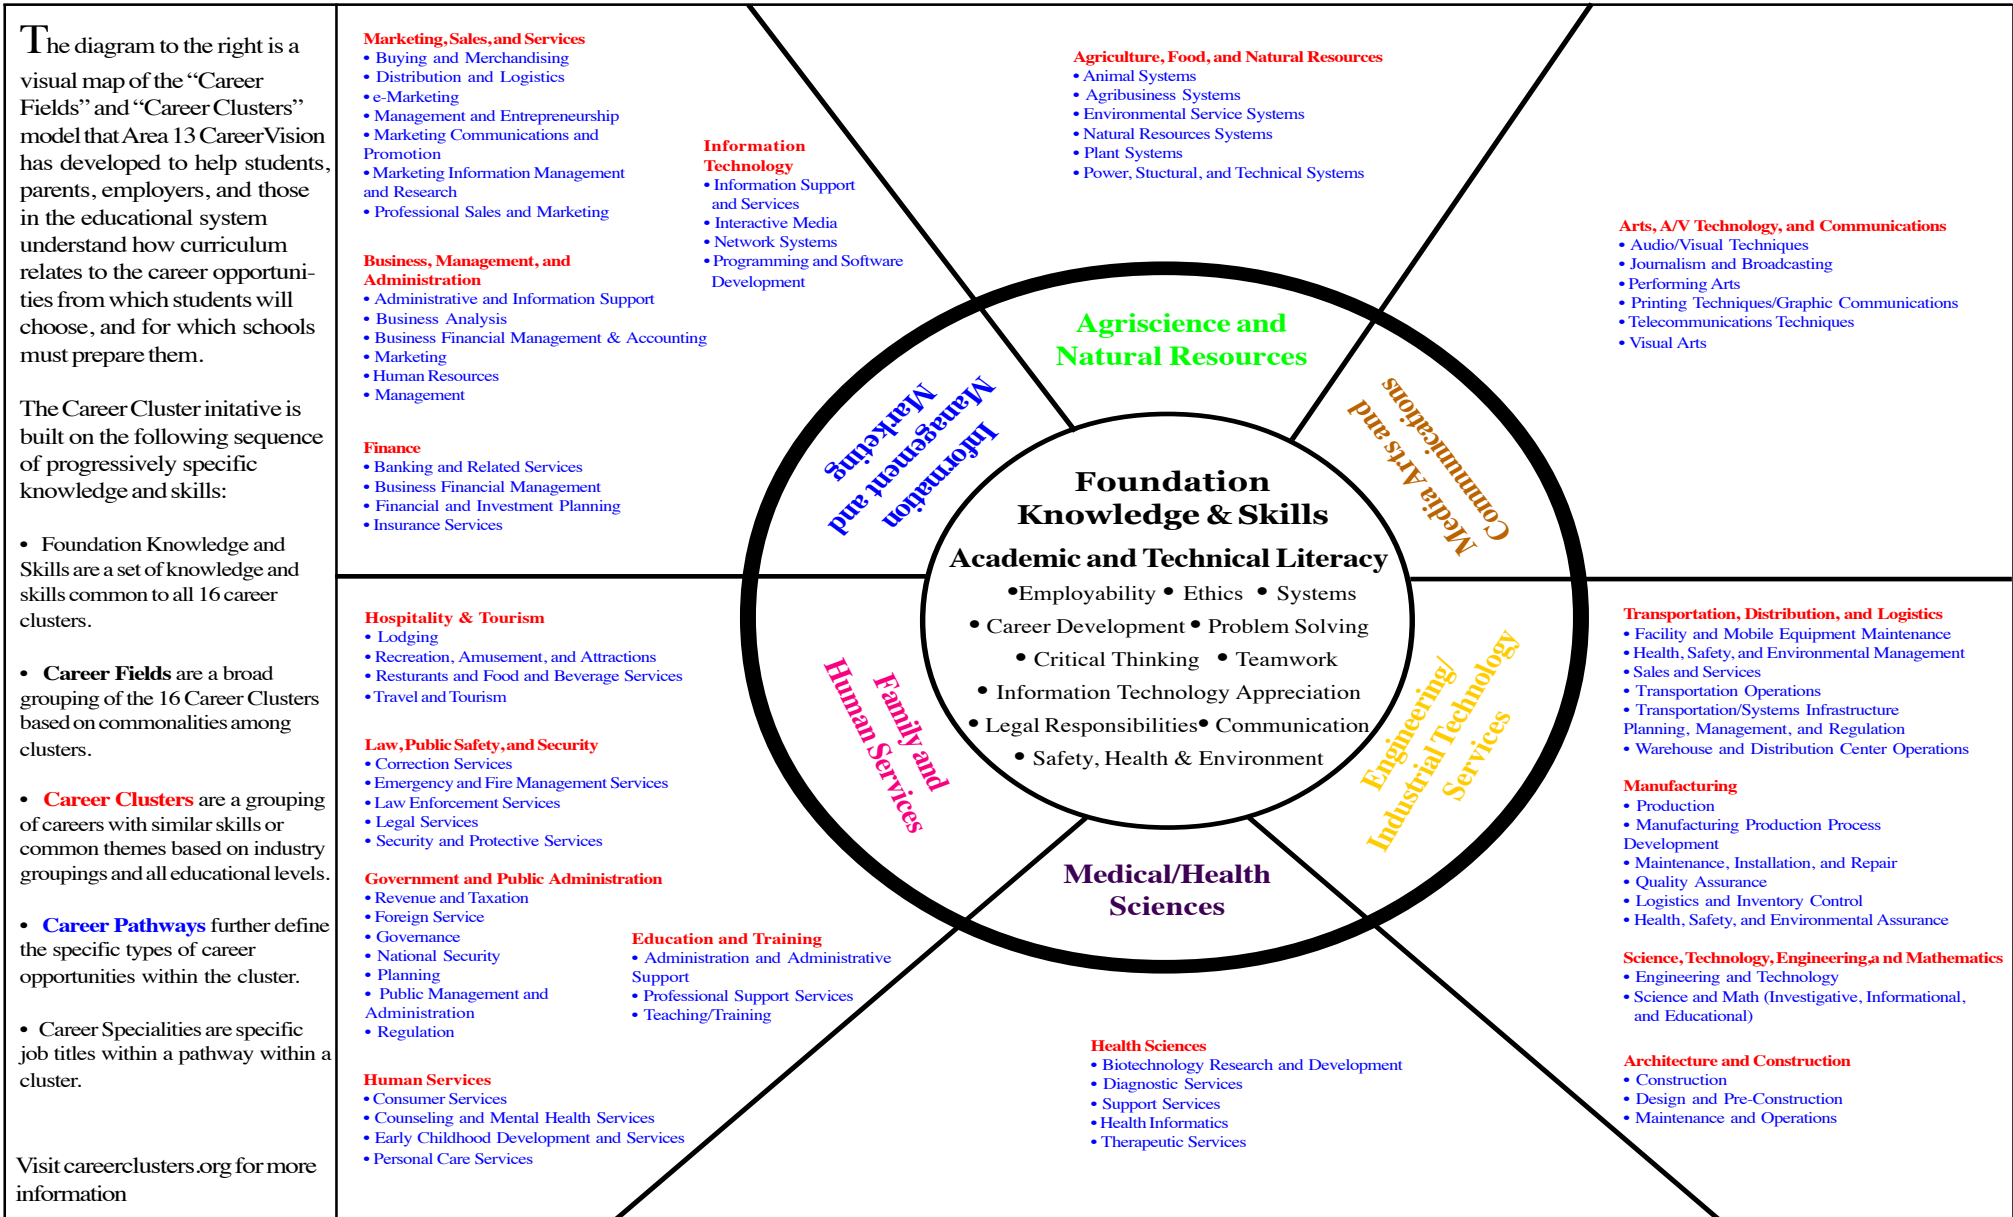 The diagram to the right is a
visual map of the “Career
Fields” and “Career Clusters”
model that Area 13 CareerVision
has developed to help students,
parents, employers, and those
in the educational system
understand how curriculum
relates to the career opportuni-
ties from which students will
choose, and for which schools
must prepare them.
The Career Cluster initative is
built on the following sequence
of progressively specific
knowledge and skills:
• Foundation Knowledge and
Skills are a set of knowledge and
skills common to all 16 career
clusters.
• Career Fields are a broad
grouping of the 16 Career Clusters
based on commonalities among
clusters.
• Career Clusters are a grouping
of careers with similar skills or
common themes based on industry
groupings and all educational levels.
• Career Pathways further define
the specific types of career
opportunities within the cluster.
• Career Specialities are specific
job titles within a pathway within a
cluster.
Visit careerclusters.org for more
information
Marketing, Sales, and Services
• Buying and Merchandising
• Distribution and Logistics
• e-Marketing
• Management and Entrepreneurship
• Marketing Communications and
Promotion
• Marketing Information Management
and Research
• Professional Sales and Marketing
Information
Technology
• Information Support
and Services
• Interactive Media
• Network Systems
• Programming and Software
Development
Business, Management, and
Administration
• Administrative and Information Support
• Business Analysis
• Business Financial Management & Accounting
• Marketing
• Human Resources
• Management
Finance
• Banking and Related Services
• Business Financial Management
• Financial and Investment Planning
• Insurance Services
Agriculture, Food, and Natural Resources
• Animal Systems
• Agribusiness Systems
• Environmental Service Systems
• Natural Resources Systems
• Plant Systems
• Power, Stuctural, and Technical Systems
Arts, A/V Technology, and Communications
• Audio/Visual Techniques
• Journalism and Broadcasting
• Performing Arts
• Printing Techniques/Graphic Communications
• Telecommunications Techniques
• Visual Arts
Agriscience and
Natural Resources
Information
Management and
Marketing
Media Arts and
Communications
Foundation
Knowledge & Skills
Academic and Technical Literacy
• Employability • Ethics • Systems
• Career Development • Problem Solving
• Critical Thinking • Teamwork
• Information Technology Appreciation
• Legal Responsibilities • Communication
• Safety, Health & Environment
Family and
Human Services
Engineering/
Industrial Technology
Services
Medical/Health
Sciences
Hospitality & Tourism
• Lodging
• Recreation, Amusement, and Attractions
• Resturants and Food and Beverage Services
• Travel and Tourism
Law, Public Safety, and Security
• Correction Services
• Emergency and Fire Management Services
• Law Enforcement Services
• Legal Services
• Security and Protective Services
Government and Public Administration
• Revenue and Taxation
• Foreign Service
• Governance
• National Security
• Planning
• Public Management and
Administration
• Regulation
Education and Training
• Administration and Administrative
Support
• Professional Support Services
• Teaching/Training
Human Services
• Consumer Services
• Counseling and Mental Health Services
• Early Childhood Development and Services
• Personal Care Services
Health Sciences
• Biotechnology Research and Development
• Diagnostic Services
• Support Services
• Health Informatics
• Therapeutic Services
Transportation, Distribution, and Logistics
• Facility and Mobile Equipment Maintenance
• Health, Safety, and Environmental Management
• Sales and Services
• Transportation Operations
• Transportation/Systems Infrastructure
Planning, Management, and Regulation
• Warehouse and Distribution Center Operations
Manufacturing
• Production
• Manufacturing Production Process
Development
• Maintenance, Installation, and Repair
• Quality Assurance
• Logistics and Inventory Control
• Health, Safety, and Environmental Assurance
Science, Technology, Engineering,a nd Mathematics
• Engineering and Technology
• Science and Math (Investigative, Informational,
and Educational)
Architecture and Construction
• Construction
• Design and Pre-Construction
• Maintenance and Operations